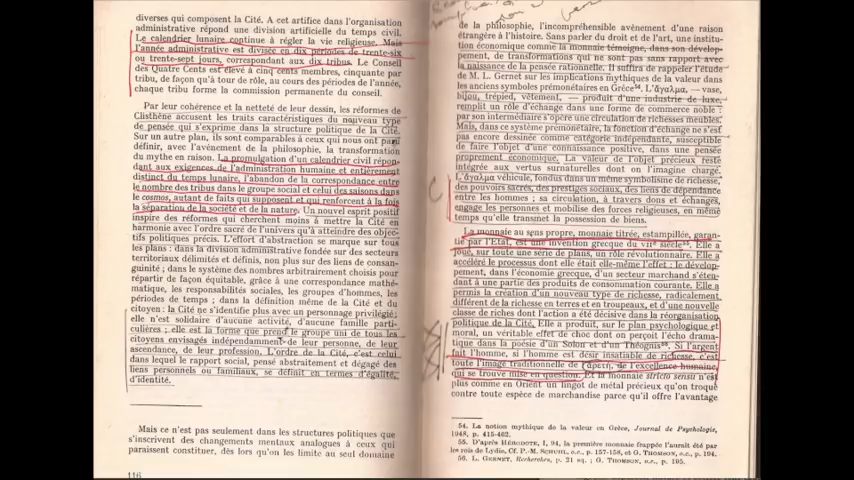 diverses qui composent la Cité. A cet artifice dans l'organisation
administrative répond une division artificielle du temps civil.
Le calendrier lunaire continue à régler la vie religieuse. Mais
l'année administrative est divisée en dix périodes de trente-six
ou trente-sept jours, correspondant aux dix tribus. Le Conseil
des Quatre Cents est élevé à cinq cents membres, cinquante par
tribu, de façon qu'à tour de rôle, au cours des périodes de l'année,
chaque tribu forme la commission permanente du conseil.
Par leur cohérence et la netteté de leur dessin, les réformes de
Clisthène accusent les traits caractéristiques du nouveau type
de pensée qui s'exprime dans la structure politique de la Cité.
Sur un autre plan, ils sont comparables à ceux qui nous ont paru
définir, avec l'avènement de la philosophie, la transformation
du mythe en raison. La promulgation d'un calendrier civil répon-
dant aux exigences de l'administration humaine et entièrement
distinct du temps lunaire, l'abandon de la correspondance entre
le nombre des tribus dans le groupe social et celui des saisons dans
le cosmos, autant de faits qui supposent et qui renforcent à la fois
la séparation de la société et de la nature. Un nouvel esprit positif
inspire des réformes qui cherchent moins à mettre la Cité en
harmonie avec l'ordre sacré de l'univers qu'à atteindre des objec-
tifs politiques précis. L'effort d'abstraction se marque sur tous
les plans : dans la division administrative fondée sur des secteurs
territoriaux délimités et définis, non plus sur des liens de consan-
guinité ; dans le système des nombres arbitrairement choisis pour
répartir de façon équitable, grâce à une correspondance mathé-
matique, les responsabilités sociales, les groupes d'hommes, les
périodes de temps ; dans la définition même de la Cité et du
citoyen : la Cité ne s'identifie plus avec un personnage privilégié ;
elle n'est solidaire d'aucune activité, d'aucune famille parti-
culières ; elle est la forme que prend le groupe uni de tous les
citoyens envisagés indépendamment de leur personne, de leur
ascendance, de leur profession. L'ordre de la Cité, c'est celui
dans lequel le rapport social, pensé abstraitement et dégagé des
liens personnels ou familiaux, se définit en termes d'égalité,
d'identité.
Mais ce n'est pas seulement dans les structures politiques que
s'inscrivent des changements mentaux analogues à ceux qui
paraissent constituer, dès lors qu'on les limite au seul domaine
116
de la philosophie, l'incompréhensible avènement d'une raison
étrangère à l'histoire. Sans parler du droit et de l'art, une institu-
tion économique comme la monnaie témoigne, dans son dévelop-
pement, de transformations qui ne sont pas sans rapport avec
la naissance de la pensée rationnelle. Il suffira de rappeler l'étude
de M. L. Gernet sur les implications mythiques de la valeur dans
les anciens symboles prémonétaires en Grèce⁵⁴. L'ἄγαλμα, — vase,
bijou, trépied, vêtement, — produit d'une industrie de luxe,
remplit un rôle d'échange dans une forme de commerce noble :
par son intermédiaire s'opère une circulation de richesses meubles.
Mais, dans ce système prémonétaire, la fonction d'échange ne s'est
pas encore dessinée comme catégorie indépendante, susceptible
de faire l'objet d'une connaissance positive, dans une pensée
proprement économique. La valeur de l'objet précieux reste
intégrée aux vertus surnaturelles dont on l'imagine chargé.
L'ἄγαλμα véhicule, fondus dans un même symbolisme de richesse,
des pouvoirs sacrés, des prestiges sociaux, des liens de dépendance
entre les hommes ; sa circulation, à travers dons et échanges,
engage les personnes et mobilise des forces religieuses, en même
temps qu'elle transmet la possession de biens.
La monnaie au sens propre, monnaie titrée, estampillée, garan-
tie par l'État, est une invention grecque du VIIᵉ siècle⁵⁵. Elle a
joué, sur toute une série de plans, un rôle révolutionnaire. Elle a
accéléré le processus dont elle était elle-même l'effet : le dévelop-
pement, dans l'économie grecque, d'un secteur marchand s'éten-
dant à une partie des produits de consommation courante. Elle a
permis la création d'un nouveau type de richesse, radicalement
différent de la richesse en terres et en troupeaux, et d'une nouvelle
classe de riches dont l'action a été décisive dans la réorganisation
politique de la Cité. Elle a produit, sur le plan psychologique et
moral, un véritable effet de choc dont on perçoit l'écho drama-
tique dans la poésie d'un Solon et d'un Théognis⁵⁶. Si l'argent
fait l'homme, si l'homme est désir insatiable de richesse, c'est
toute l'image traditionnelle de l'ἀρετή, de l'excellence humaine,
qui se trouve mise en question. Et la monnaie stricto sensu n'est
plus comme en Orient un lingot de métal précieux qu'on troque
contre toute espèce de marchandise parce qu'il offre l'avantage
54. La notion mythique de la valeur en Grèce, Journal de Psychologie,
1948, p. 415-462.
55. D'après HÉRODOTE, I, 94, la première monnaie frappée l'aurait été par
les rois de Lydie, Cf. P.-M. SCHUHL, o.c., p. 157-158, et G. THOMSON, o.c., p. 194.
56. L. GERNET, Recherches, p. 21 sq. ; G. THOMSON, o.c., p. 195.